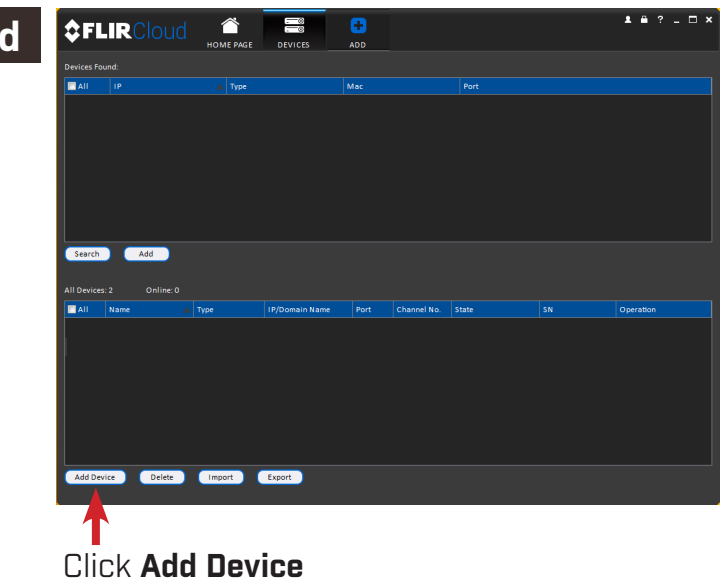 d
FLIRCloud
HOME PAGE DEVICES ADD
?
Devices Found:
All IP Type Mac Port
Search Add
All Devices: 2 Online: 0
All Name Type IP/Domain Name Port Channel No. State SN Operation
Add Device Delete Import Export
Click Add Device